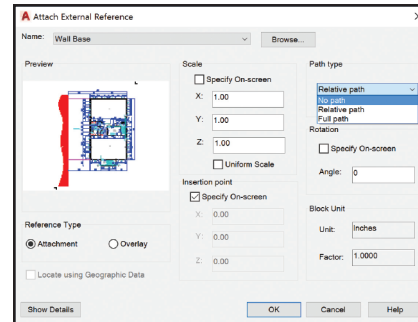 A Attach External Reference
Name: Wall Base Browse...
Preview
Scale
Specify On-screen
X: 1.00
Y: 1.00
Z: 1.00
Uniform Scale
Path type
Relative path
No path
Relative path
Full path
Rotation
Specify On-screen
Angle: 0
Insertion point
Specify On-screen
X: 0.00
Y: 0.00
Z: 0.00
Block Unit
Unit: Inches
Factor: 1.0000
Reference Type
Attachment Overlay
Locate using Geographic Data
Show Details OK Cancel Help